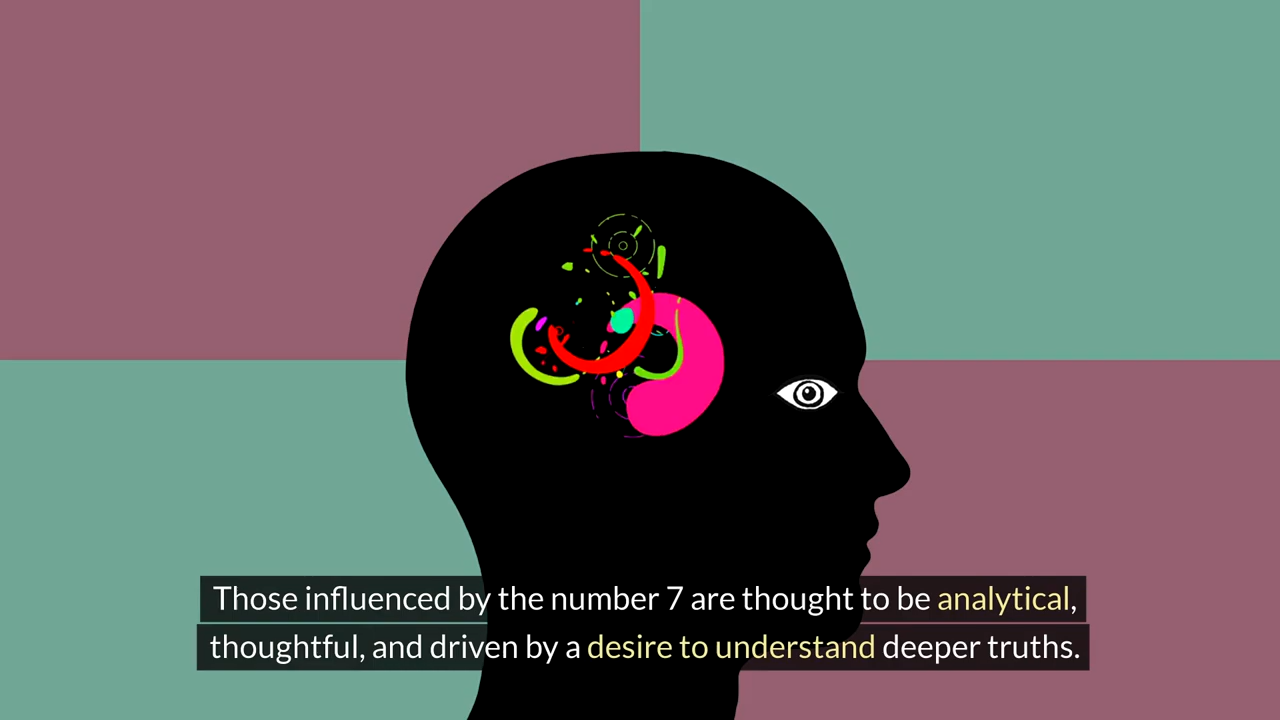 Those influenced by the number 7 are thought to be analytical,
thoughtful, and driven by a desire to understand deeper truths.